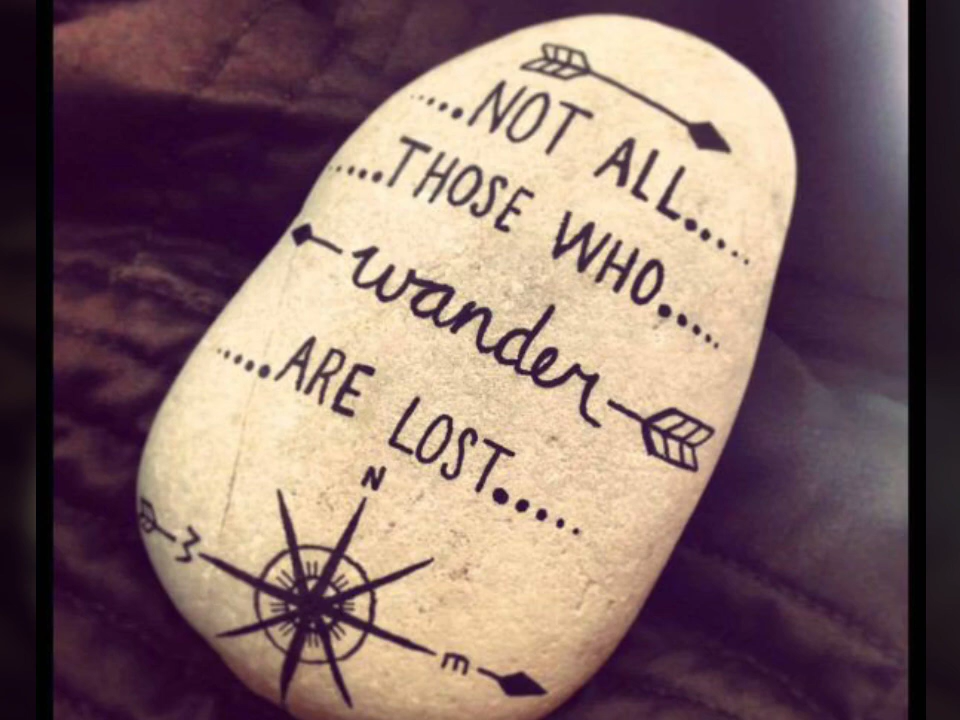 .....NOT ALL.....
.....THOSE WHO.....
wander
.....ARE LOST.....
N
W
E